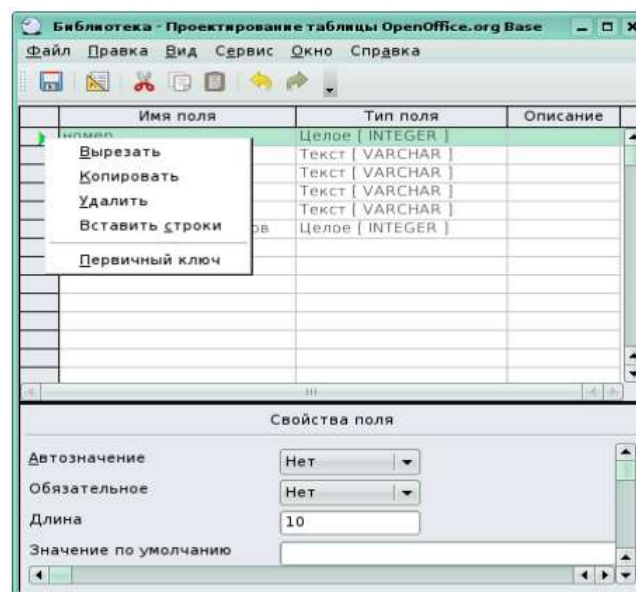 Библиотека - Проектирование таблицы OpenOffice.org Base
Файл Правка Вид Сервис Окно Справка
Имя поля Тип поля Описание
номер Целое [ INTEGER ]
Вырезать Текст [ VARCHAR ]
Копировать Текст [ VARCHAR ]
Удалить Текст [ VARCHAR ]
Текст [ VARCHAR ]
Вставить строки ов Целое [ INTEGER ]
Первичный ключ
Свойства поля
Автозначение Нет
Обязательное Нет
Длина 10
Значение по умолчанию